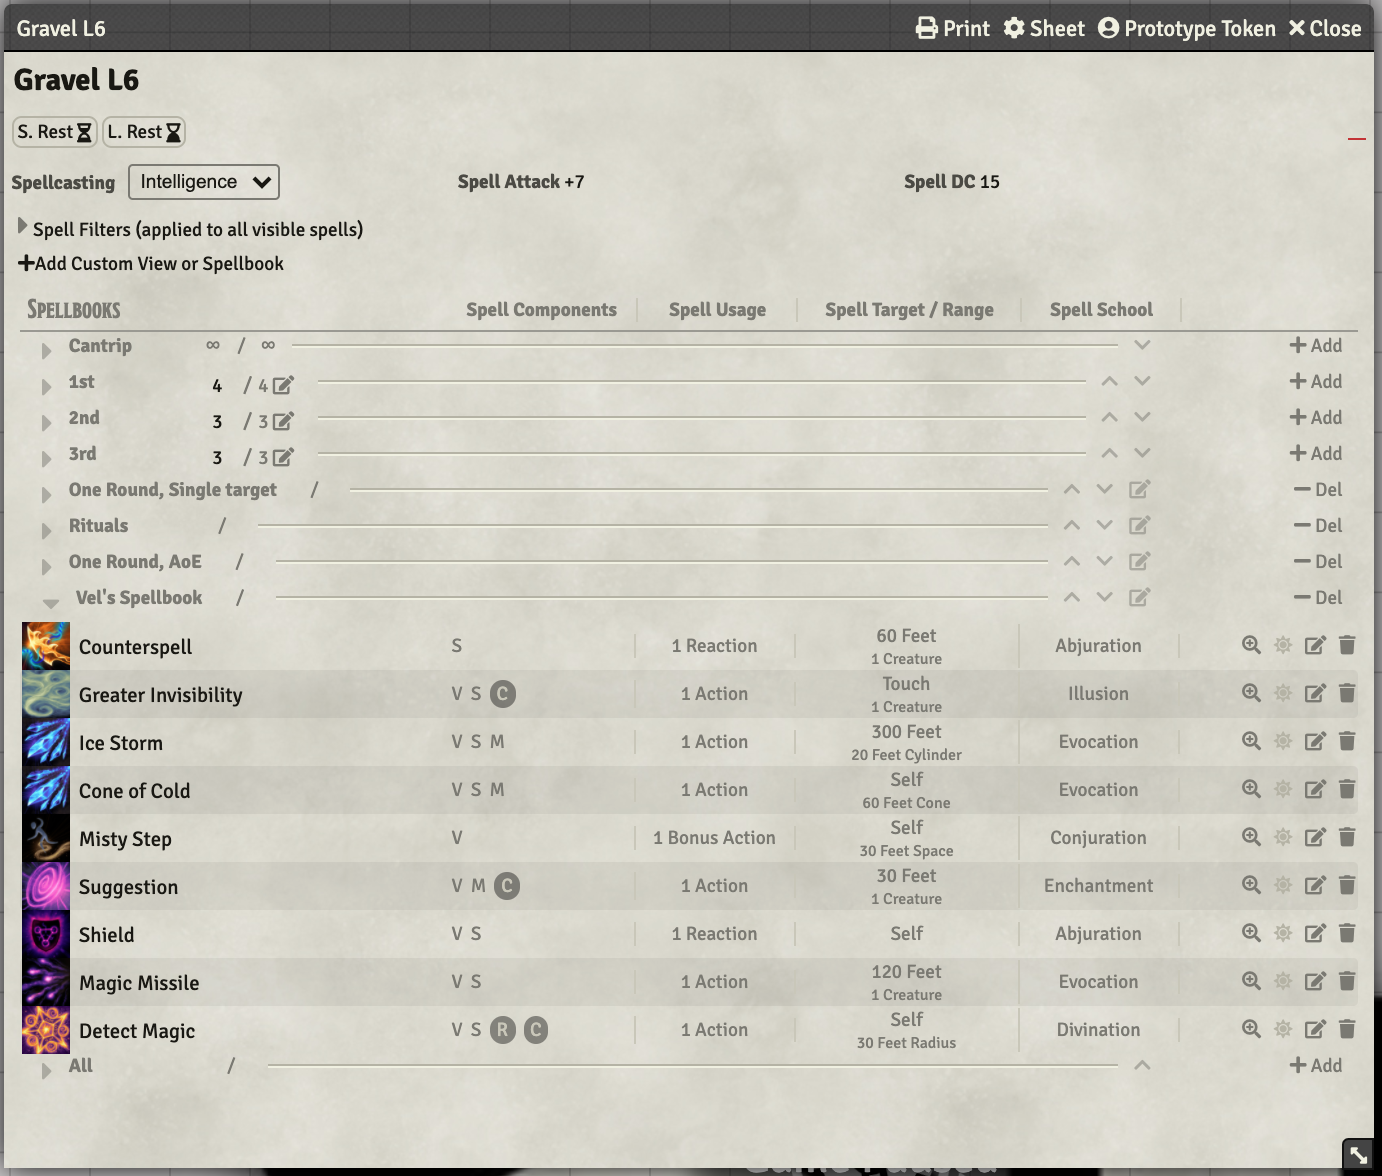 Gravel L6 Print Sheet Prototype Token Close
Gravel L6
S. Rest L. Rest
Spellcasting Intelligence Spell Attack +7 Spell DC 15
Spell Filters (applied to all visible spells)
Add Custom View or Spellbook
Spellbooks Spell Components Spell Usage Spell Target / Range Spell School
Cantrip ∞ / ∞ Add
1st 4 / 4 Add
2nd 3 / 3 Add
3rd 3 / 3 Add
One Round, Single target / Del
Rituals / Del
One Round, AoE / Del
Vel's Spellbook / Del
Counterspell S 1 Reaction 60 Feet Abjuration
1 Creature
Greater Invisibility V S C 1 Action Touch Illusion
1 Creature
Ice Storm V S M 1 Action 300 Feet Evocation
20 Feet Cylinder
Cone of Cold V S M 1 Action Self Evocation
60 Feet Cone
Misty Step V 1 Bonus Action Self Conjuration
30 Feet Space
Suggestion V M C 1 Action 30 Feet Enchantment
1 Creature
Shield V S 1 Reaction Self Abjuration
Magic Missile V S 1 Action 120 Feet Evocation
1 Creature
Detect Magic V S R C 1 Action Self Divination
30 Feet Radius
All / Add